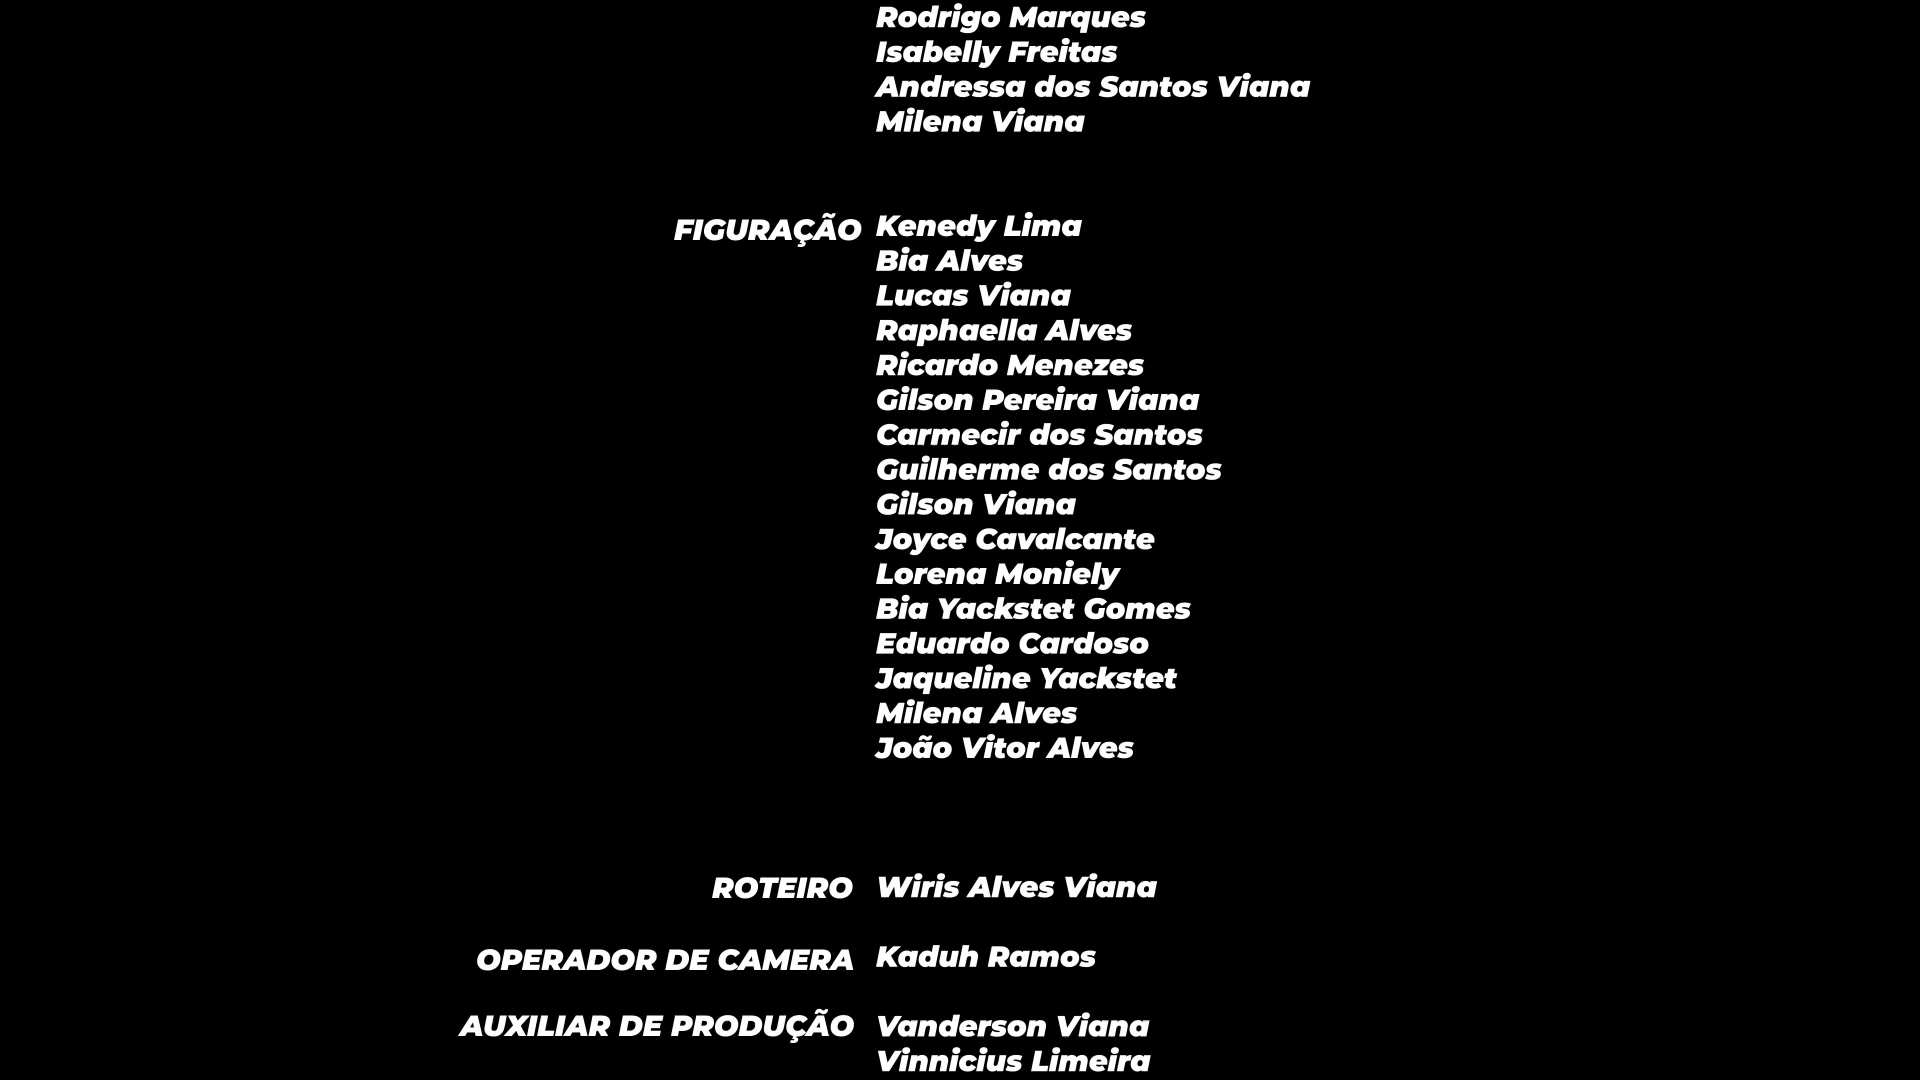 Rodrigo Marques
Isabelly Freitas
Andressa dos Santos Viana
Milena Viana
FIGURAÇÃO Kenedy Lima
Bia Alves
Lucas Viana
Raphaella Alves
Ricardo Menezes
Gilson Pereira Viana
Carmecir dos Santos
Guilherme dos Santos
Gilson Viana
Joyce Cavalcante
Lorena Moniely
Bia Yackstet Gomes
Eduardo Cardoso
Jaqueline Yackstet
Milena Alves
João Vitor Alves
ROTEIRO Wiris Alves Viana
OPERADOR DE CAMERA Kaduh Ramos
AUXILIAR DE PRODUÇÃO Vanderson Viana
Vinnicius Limeira